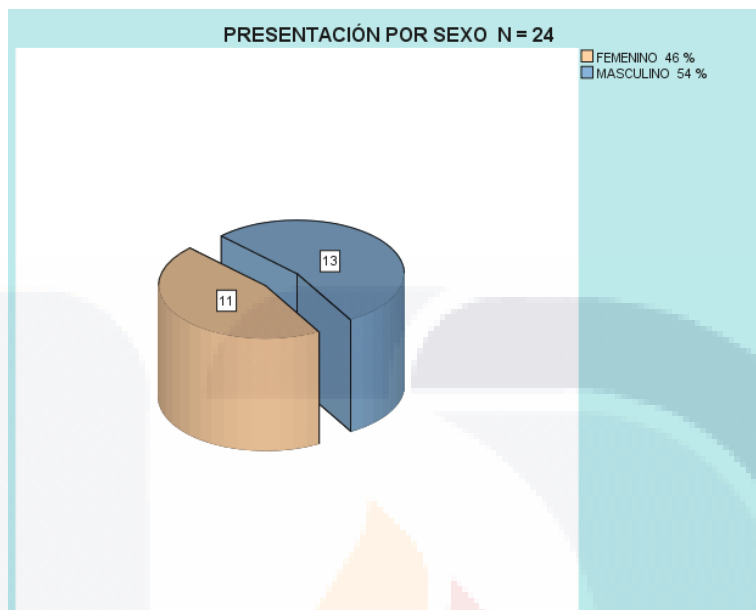 PRESENTACIÓN POR SEXO N = 24
FEMENINO 46 %
MASCULINO 54 %
13
11